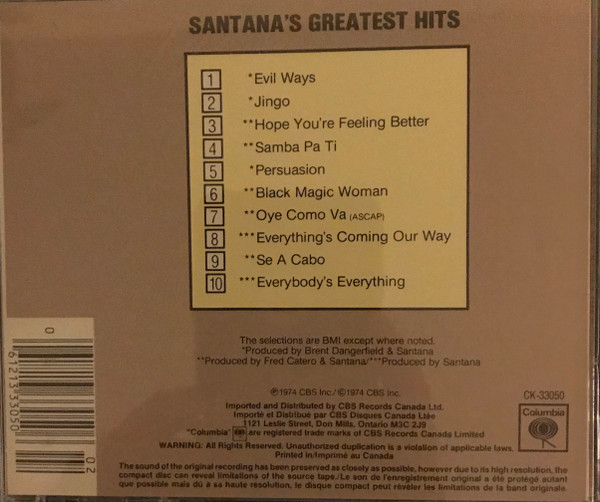 SANTANA'S GREATEST HITS
1 *Evil Ways
2 *Jingo
3 **Hope You're Feeling Better
4 **Samba Pa Ti
5 *Persuasion
6 **Black Magic Woman
7 **Oye Como Va (ASCAP)
8 ***Everything's Coming Our Way
9 **Se A Cabo
10 ***Everybody's Everything
The selections are BMI except where noted.
*Produced by Brent Dangerfield & Santana
**Produced by Fred Catero & Santana/***Produced by Santana
℗1974 CBS Inc./©1974 CBS Inc.
CK-33050
Imported and Distributed by CBS Records Canada Ltd.
Importé et Distribué par CBS Disques Canada Ltée
1121 Leslie Street, Don Mills, Ontario M3C 2J9
"Columbia" are registered trade marks of CBS Records Canada Limited
Columbia
WARNING: All Rights Reserved. Unauthorized duplication is a violation of applicable laws.
Printed in/Imprimé au Canada
The sound of the original recording has been preserved as closely as possible, however due to its high resolution, the
compact disc can reveal limitations of the source tape./Le son de l'enregistrement original a été protégé autant
que possible mais dû à sa haute resolution, le disque compact peut révéler les limitations de la band originale.
0
6121333050
02